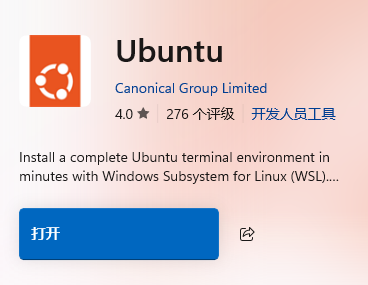 Ubuntu
Canonical Group Limited
4.0 ★ 276 个评级 开发人员工具
Install a complete Ubuntu terminal environment in
minutes with Windows Subsystem for Linux (WSL)....
打开